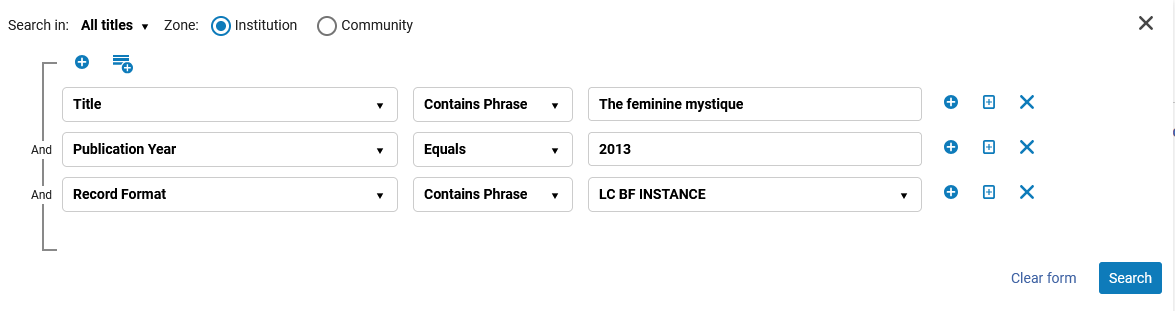 Search in: All titles Zone: Institution Community
Title Contains Phrase The feminine mystique
And Publication Year Equals 2013
And Record Format Contains Phrase LC BF INSTANCE
Clear form Search